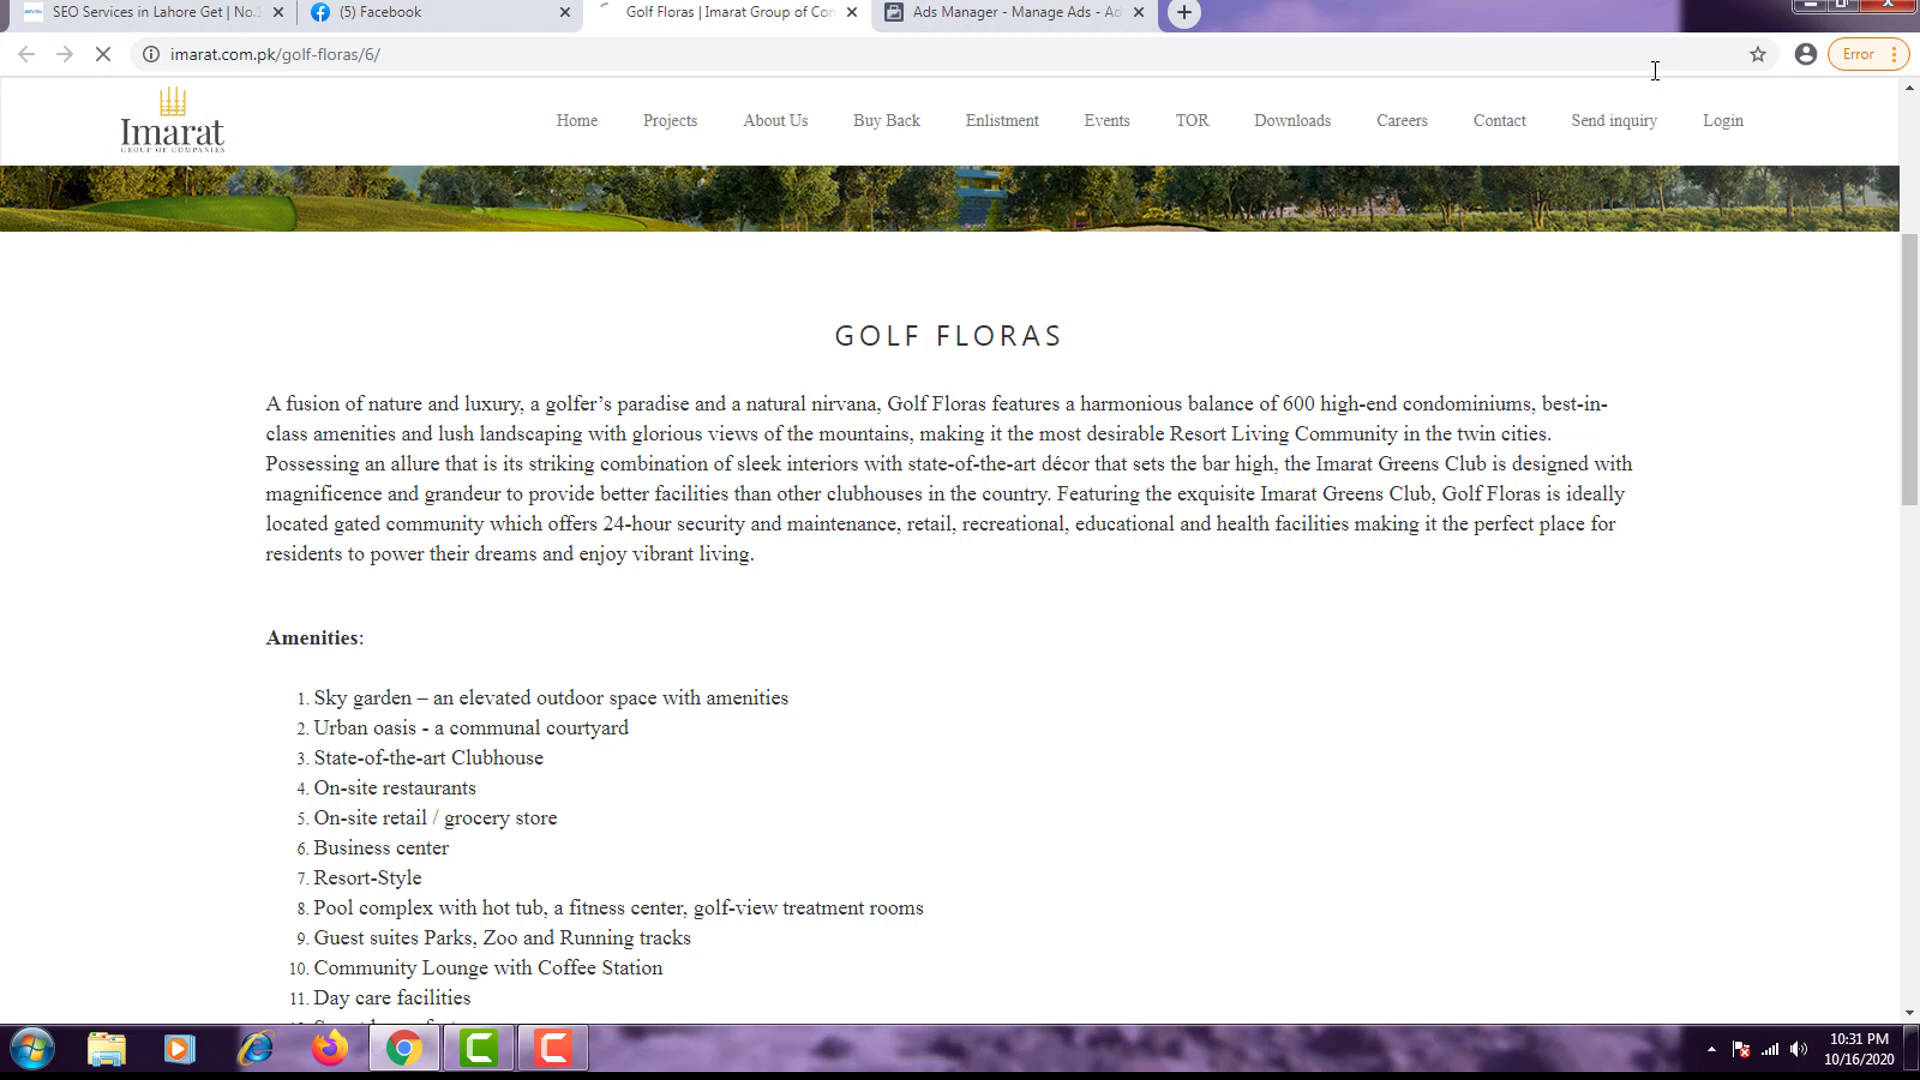 SEO Services in Lahore Get | No.1
(5) Facebook
Golf Floras | Imarat Group of Con
Ads Manager - Manage Ads - Ad
imarat.com.pk/golf-floras/6/
Error
Imarat
GROUP OF COMPANIES
Home
Projects
About Us
Buy Back
Enlistment
Events
TOR
Downloads
Careers
Contact
Send inquiry
Login
GOLF FLORAS
A fusion of nature and luxury, a golfer’s paradise and a natural nirvana, Golf Floras features a harmonious balance of 600 high-end condominiums, best-in-
class amenities and lush landscaping with glorious views of the mountains, making it the most desirable Resort Living Community in the twin cities.
Possessing an allure that is its striking combination of sleek interiors with state-of-the-art décor that sets the bar high, the Imarat Greens Club is designed with
magnificence and grandeur to provide better facilities than other clubhouses in the country. Featuring the exquisite Imarat Greens Club, Golf Floras is ideally
located gated community which offers 24-hour security and maintenance, retail, recreational, educational and health facilities making it the perfect place for
residents to power their dreams and enjoy vibrant living.
Amenities:
1. Sky garden – an elevated outdoor space with amenities
2. Urban oasis - a communal courtyard
3. State-of-the-art Clubhouse
4. On-site restaurants
5. On-site retail / grocery store
6. Business center
7. Resort-Style
8. Pool complex with hot tub, a fitness center, golf-view treatment rooms
9. Guest suites Parks, Zoo and Running tracks
10. Community Lounge with Coffee Station
11. Day care facilities
10:31 PM
10/16/2020